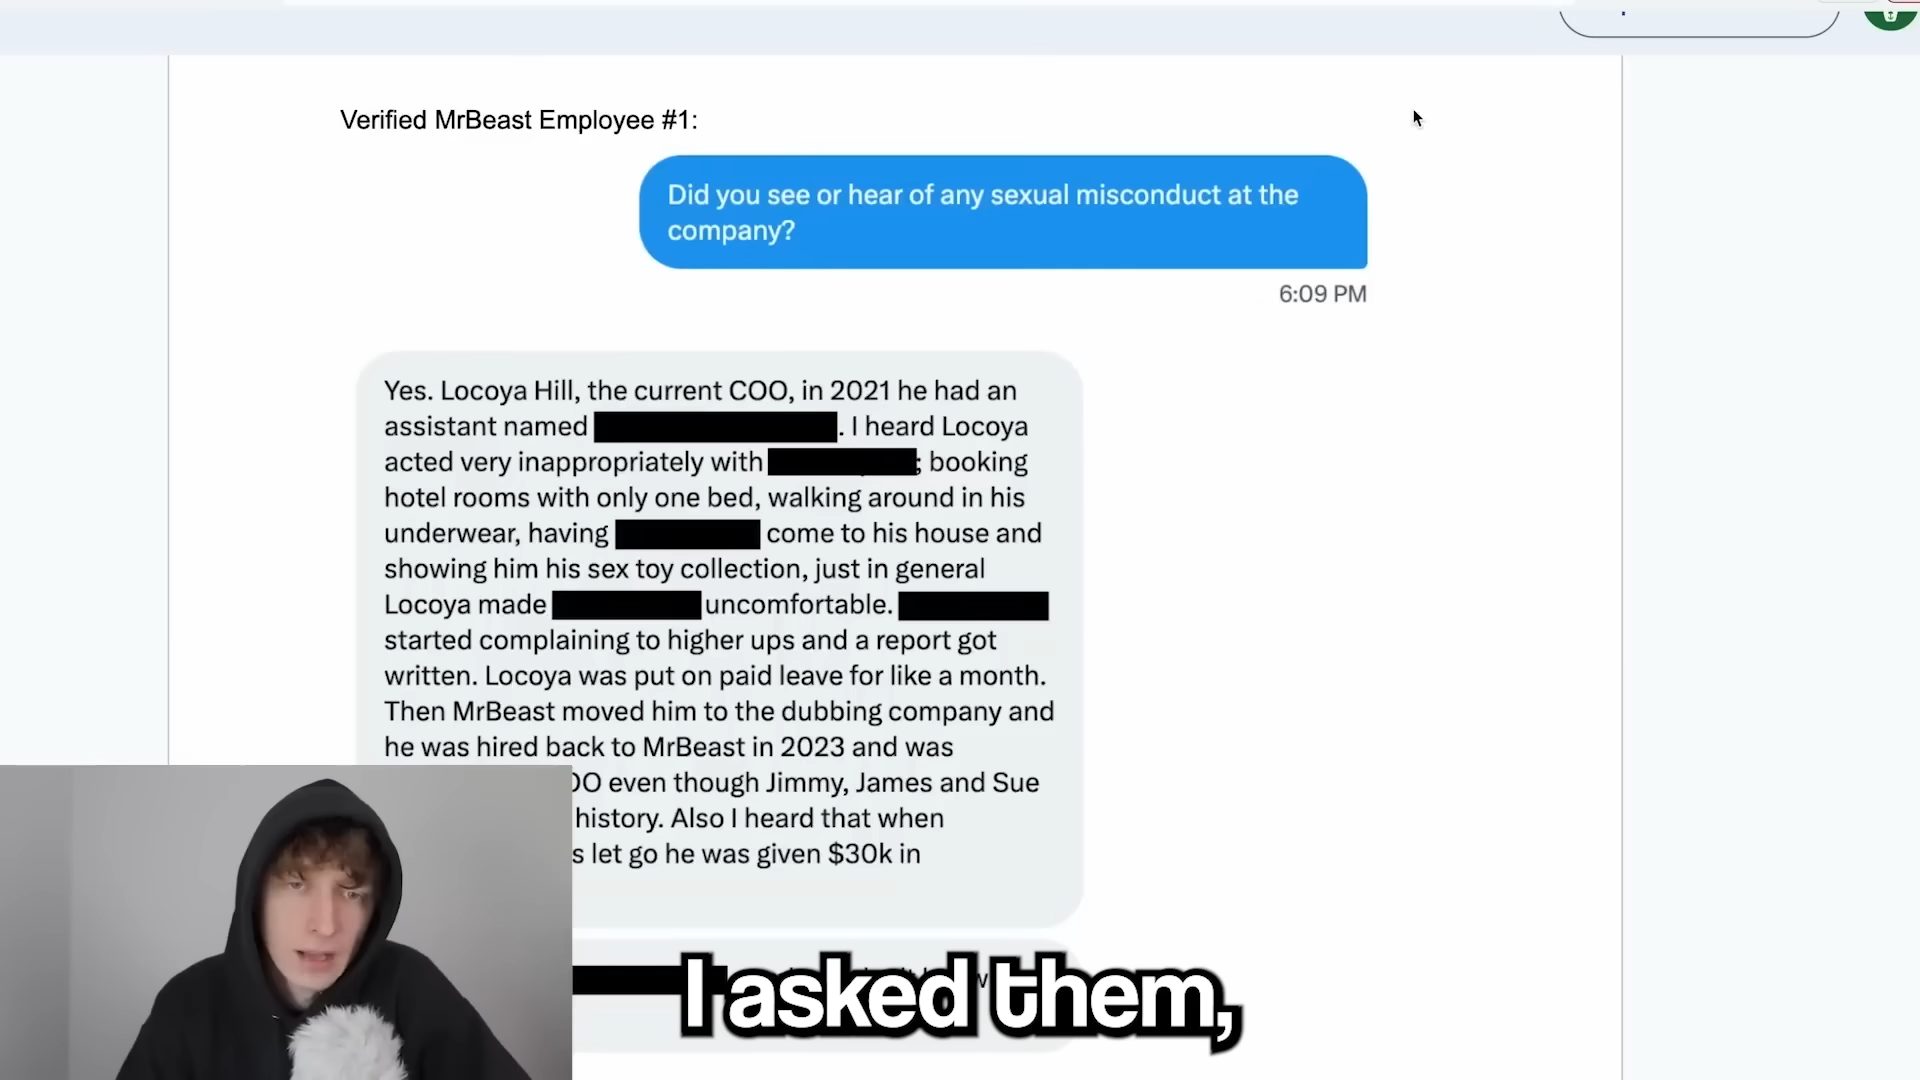 Verified MrBeast Employee #1:
Did you see or hear of any sexual misconduct at the
company?
6:09 PM
Yes. Locoya Hill, the current COO, in 2021 he had an
assistant named . I heard Locoya
acted very inappropriately with ; booking
hotel rooms with only one bed, walking around in his
underwear, having come to his house and
showing him his sex toy collection, just in general
Locoya made uncomfortable.
started complaining to higher ups and a report got
written. Locoya was put on paid leave for like a month.
Then MrBeast moved him to the dubbing company and
he was hired back to MrBeast in 2023 and was
even though Jimmy, James and Sue
history. Also I heard that when
let go he was given $30k in
I asked them,